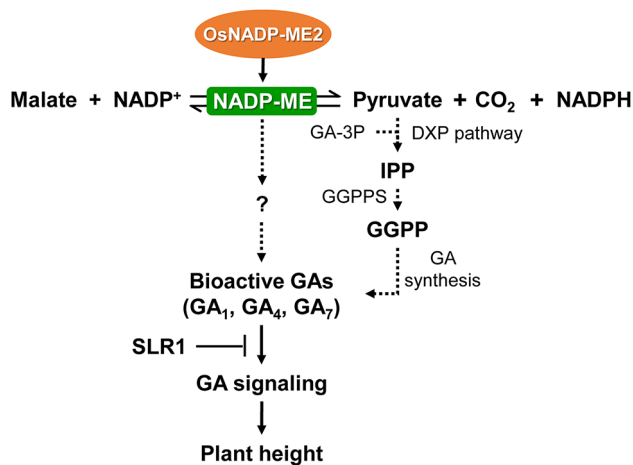 OsNADP-ME2
Malate + NADP⁺ NADP-ME Pyruvate + CO₂ + NADPH
GA-3P DXP pathway
IPP
GGPPS
?
GGPP
GA
synthesis
Bioactive GAs
(GA₁, GA₄, GA₇)
SLR1
GA signaling
Plant height